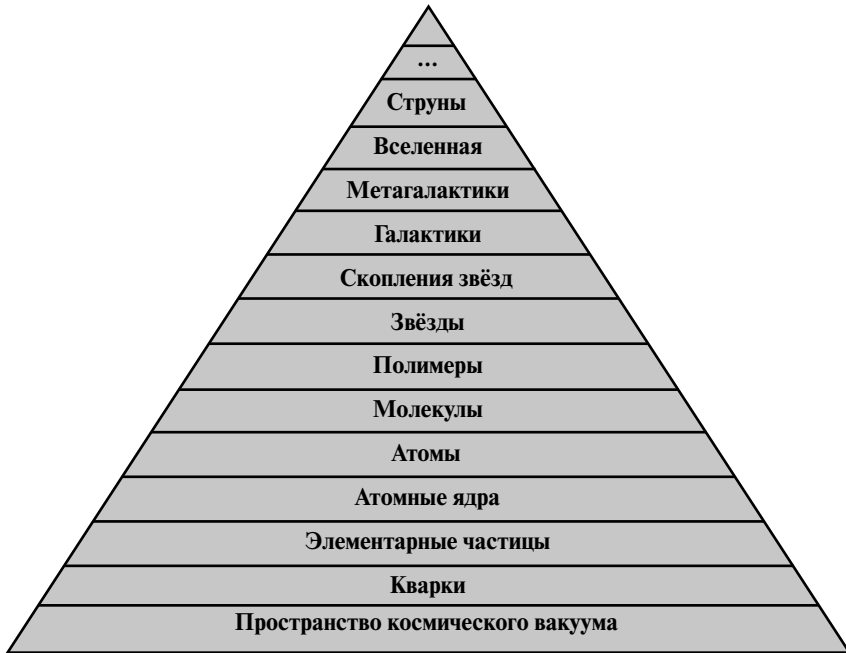 ...
Струны
Вселенная
Метагалактики
Галактики
Скопления звёзд
Звёзды
Полимеры
Молекулы
Атомы
Атомные ядра
Элементарные частицы
Кварки
Пространство космического вакуума